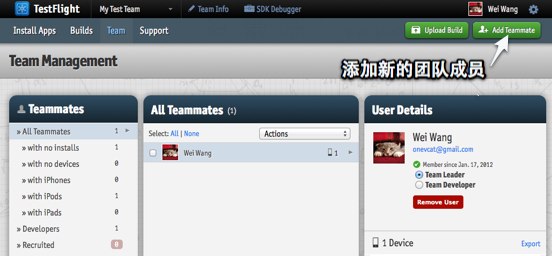 TestFlight My Test Team Team Info SDK Debugger Wei Wang
Install Apps Builds Team Support Upload Build Add Teammate
添加新的团队成员
Team Management
Teammates
» All Teammates 1
» with no installs 1
» with no devices 0
» with iPhones 0
» with iPods 1
» with iPads 0
» Developers 1
» Recruited 0
All Teammates (1)
Select: All | None Actions
Wei Wang 1
User Details
Wei Wang
onevcat@gmail.com
Member since Jan. 17, 2012
Team Leader
Team Developer
Remove User
1 Device Export